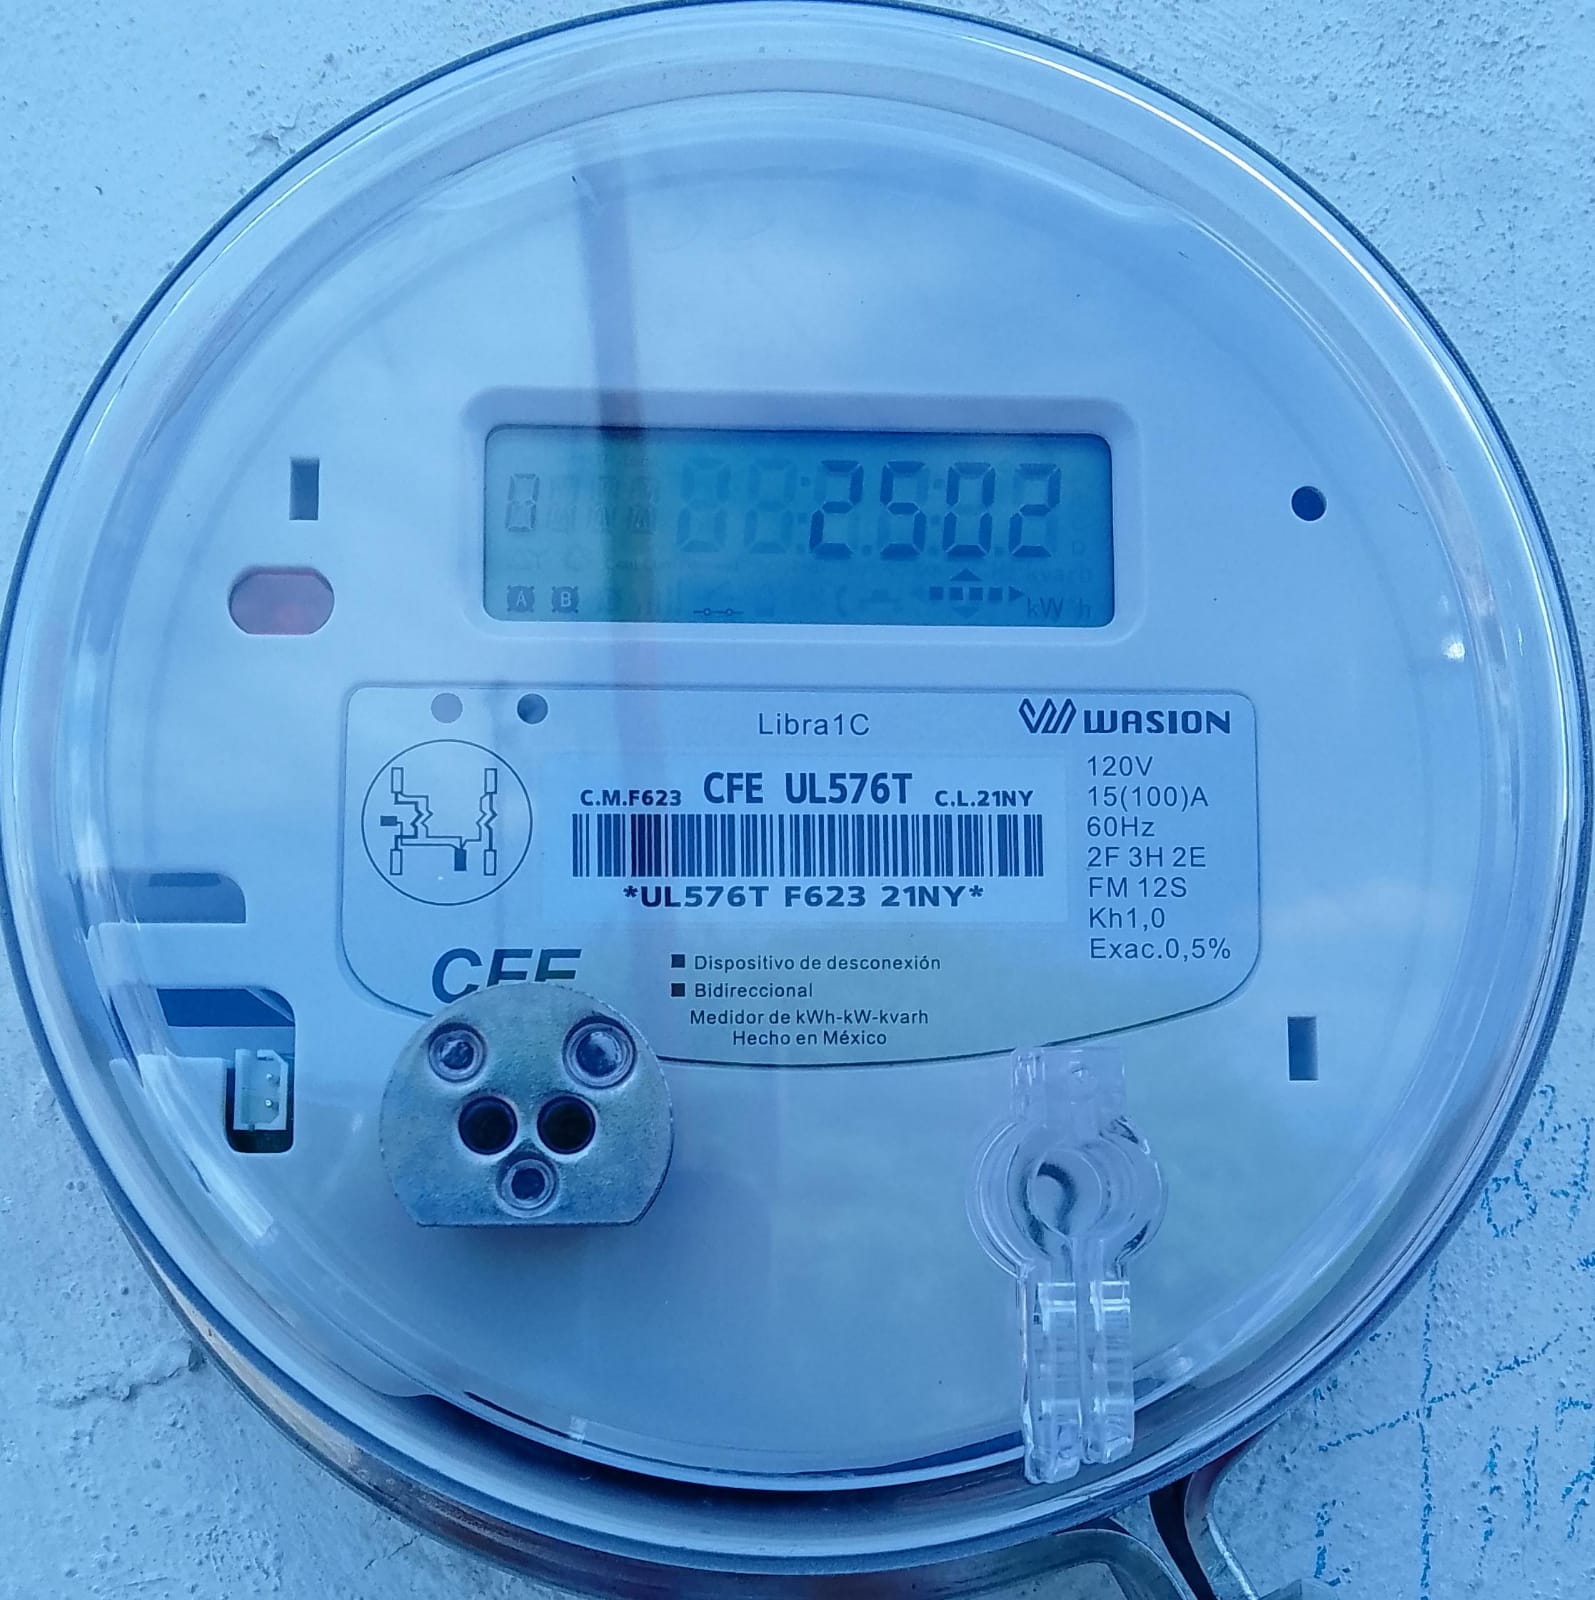 2502
A B
kWh
Libra1C
WASION
C.M.F623 CFE UL576T C.L.21NY
*UL576T F623 21NY*
120V
15(100)A
60Hz
2F 3H 2E
FM 12S
Kh1,0
Exac.0,5%
CFE
Dispositivo de desconexión
Bidireccional
Medidor de kWh-kW-kvarh
Hecho en México